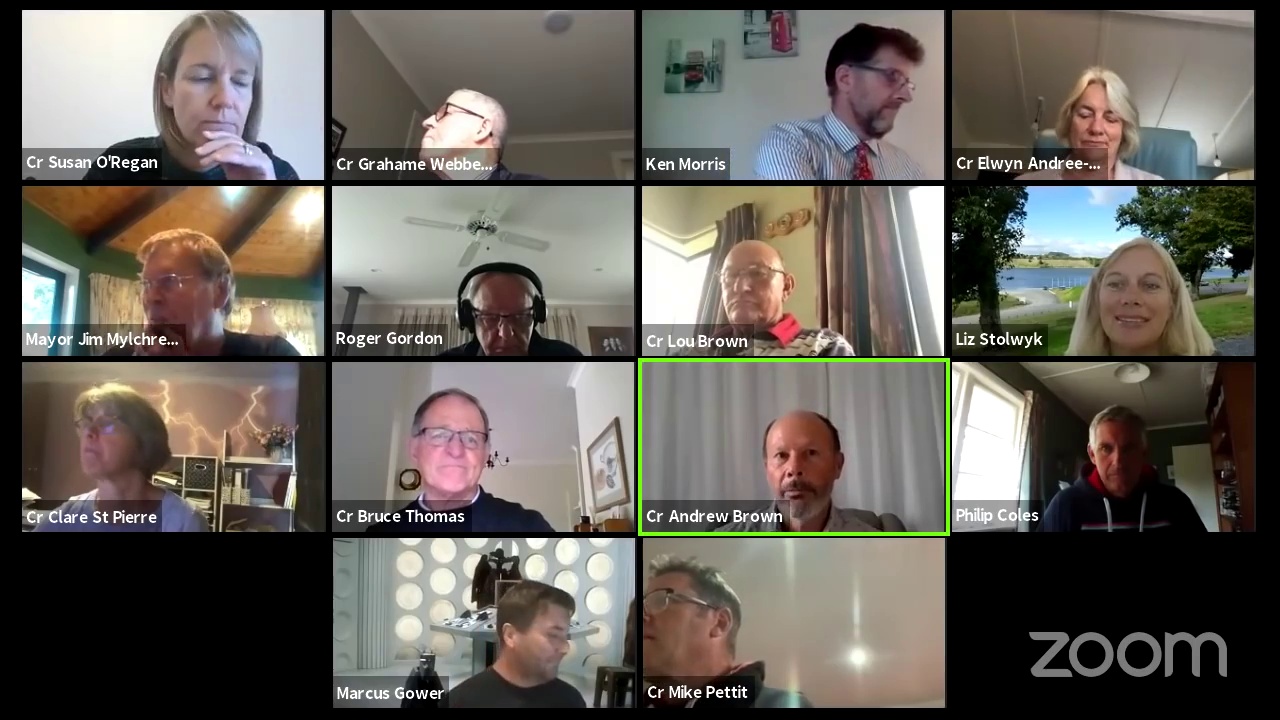 Cr Susan O'Regan
Cr Grahame Webbe...
Ken Morris
Cr Elwyn Andree-...
Mayor Jim Mylchre...
Roger Gordon
Cr Lou Brown
Liz Stolwyk
Cr Clare St Pierre
Cr Bruce Thomas
Cr Andrew Brown
Philip Coles
Marcus Gower
Cr Mike Pettit
zoom